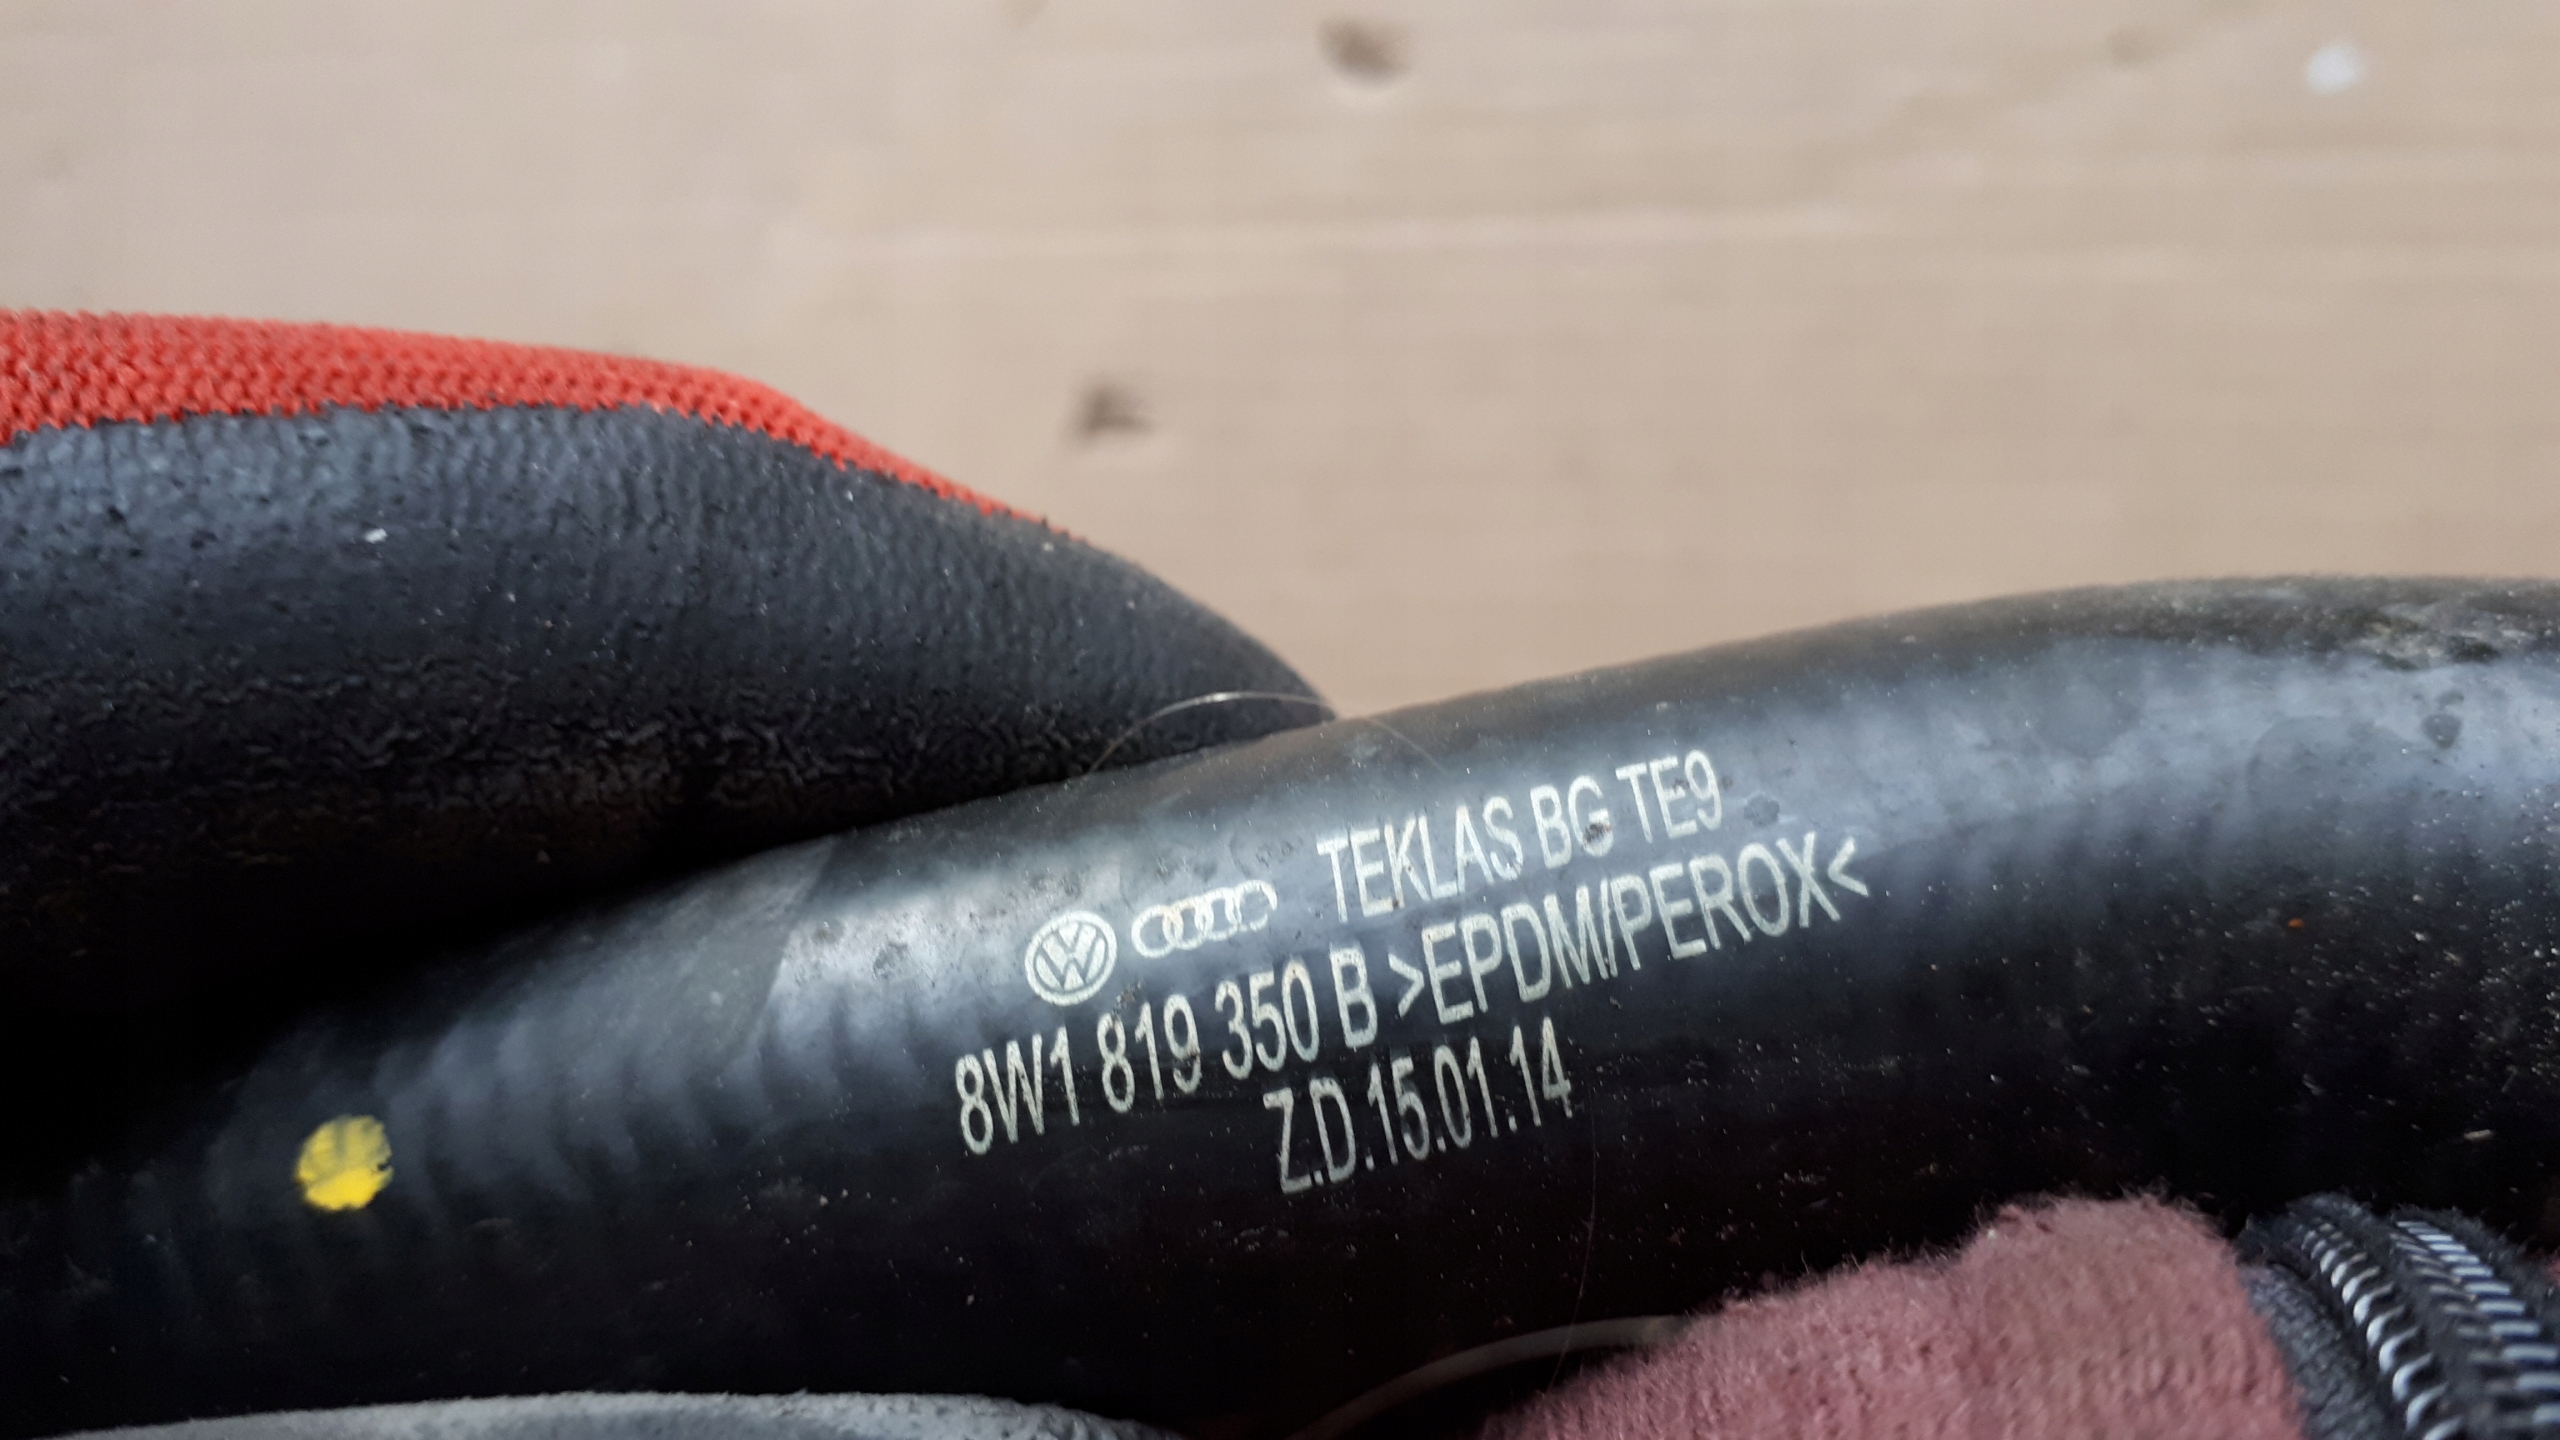 TEKLAS BG TE9
8W1 819 350 B >EPDM/PEROX<
Z.D.15.01.14